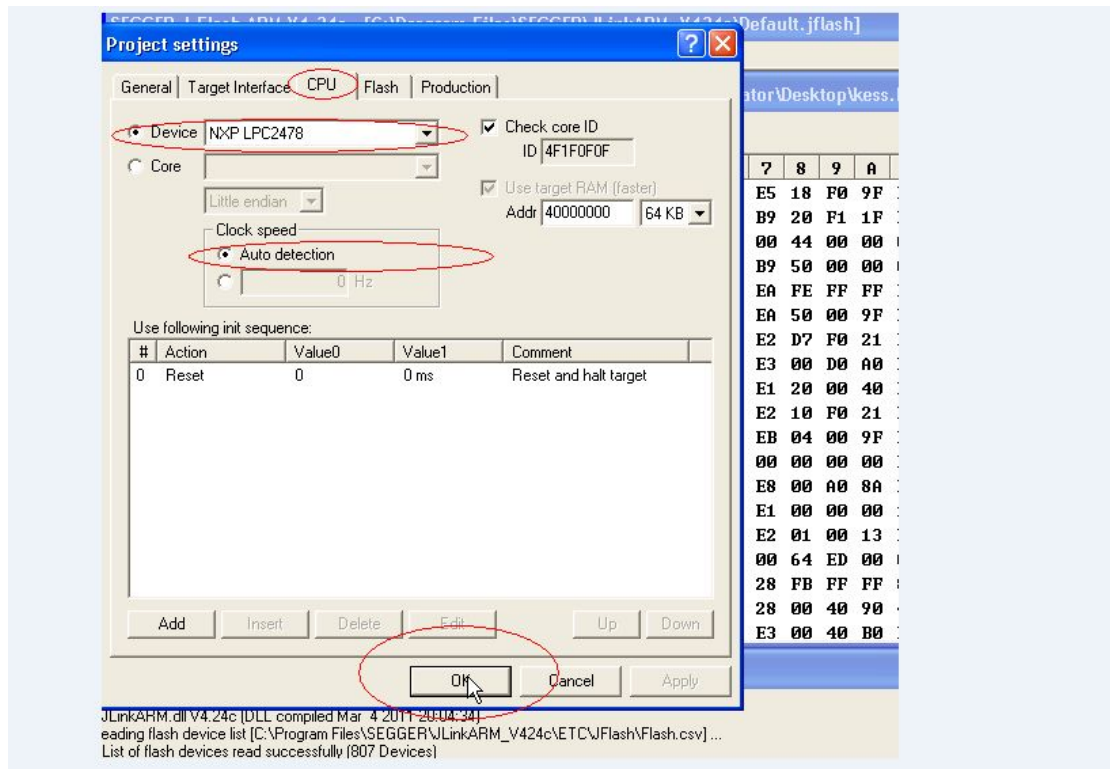 SEGGER J-Flash ARM V4.24c - [C:\Program Files\SEGGER\JLinkARM_V424c\Default.jflash]
Project settings
General Target Interface CPU Flash Production
ator\Desktop\kess.
Device NXP LPC2478
Check core ID
ID 4F1F0F0F
Core
Use target RAM (faster)
Little endian
Addr 40000000 64 KB
Clock speed
Auto detection
0 Hz
Use following init sequence:
# Action Value0 Value1 Comment
0 Reset 0 0 ms Reset and halt target
7 8 9 A
E5 18 F0 9F
B9 20 F1 1F
00 44 00 00
B9 50 00 00
EA FE FF FF
EA 50 00 9F
E2 D7 F0 21
E3 00 D0 A0
E1 20 00 40
E2 10 F0 21
EB 04 00 9F
00 00 00 00
E8 00 A0 8A
E1 00 00 00
E2 01 00 13
00 64 ED 00
28 FB FF FF
28 00 40 90
E3 00 40 B0
Add Insert Delete Edit Up Down
OK Cancel Apply
JLinkARM.dll V4.24c (DLL compiled Mar 4 2011 20:04:34)
eading flash device list [C:\Program Files\SEGGER\JLinkARM_V424c\ETC\JFlash\Flash.csv] ...
List of flash devices read successfully (807 Devices)